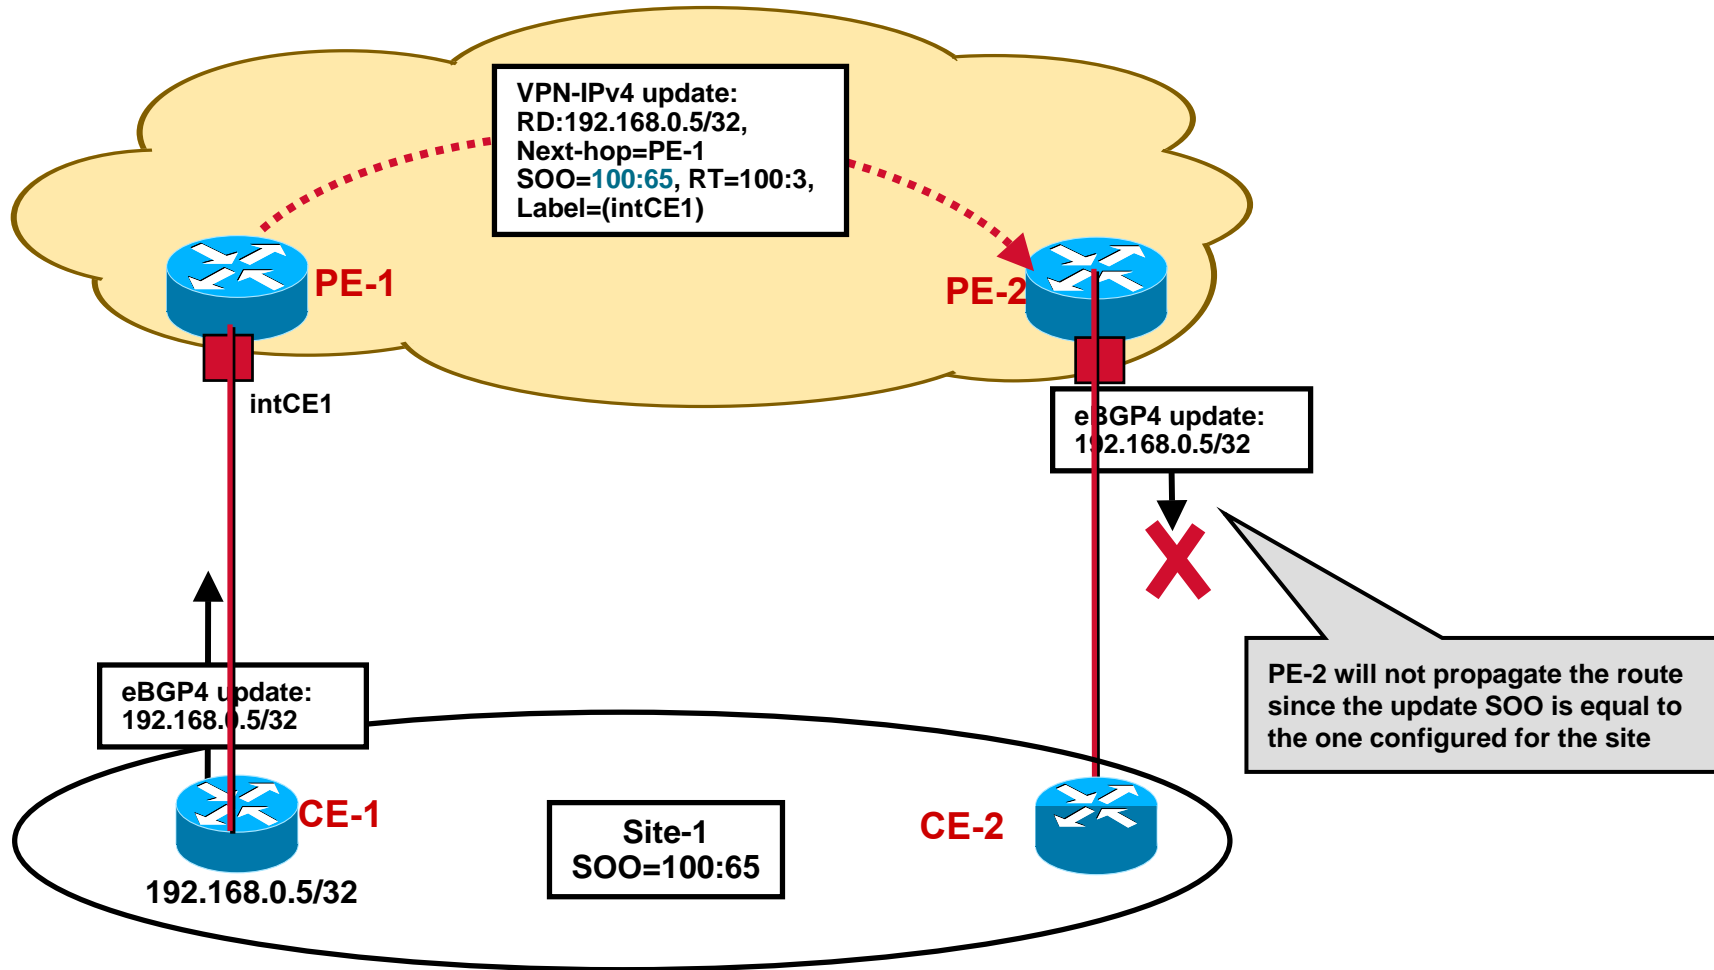 VPN-IPv4 update:
RD:192.168.0.5/32,
Next-hop=PE-1
SOO=100:65, RT=100:3,
Label=(intCE1)
PE-1
PE-2
intCE1
eBGP4 update:
192.168.0.5/32
eBGP4 update:
192.168.0.5/32
PE-2 will not propagate the route
since the update SOO is equal to
the one configured for the site
CE-1
Site-1
SOO=100:65
CE-2
192.168.0.5/32